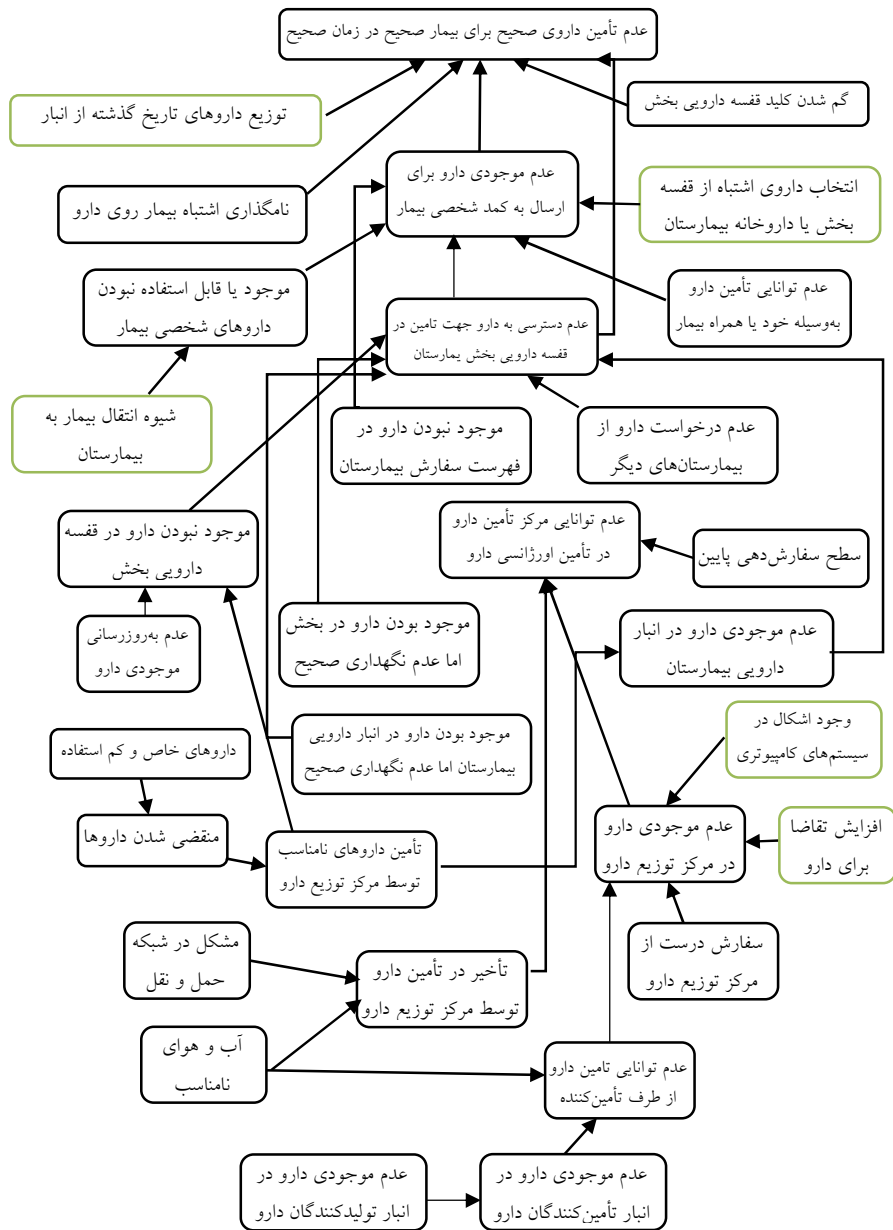 عدم تأمین داروی صحیح برای بیمار صحیح در زمان صحیح
گم شدن کلید قفسه دارویی بخش
توزیع داروهای تاریخ گذشته از انبار
عدم موجودی دارو برای
ارسال به کمد شخصی بیمار
انتخاب داروی اشتباه از قفسه
بخش یا داروخانه بیمارستان
نامگذاری اشتباه بیمار روی دارو
عدم توانایی تأمین دارو
به‌وسیله خود یا همراه بیمار
موجود یا قابل استفاده نبودن
داروهای شخصی بیمار
عدم دسترسی به دارو جهت تامین در
قفسه دارویی بخش یمارستان
شیوه انتقال بیمار به
بیمارستان
عدم درخواست دارو از
بیمارستان‌های دیگر
موجود نبودن دارو در
فهرست سفارش بیمارستان
عدم توانایی مرکز تأمین دارو
در تأمین اورژانسی دارو
موجود نبودن دارو در قفسه
دارویی بخش
سطح سفارش‌دهی پایین
عدم به‌روزرسانی
موجودی دارو
موجود بودن دارو در بخش
اما عدم نگهداری صحیح
عدم موجودی دارو در انبار
دارویی بیمارستان
وجود اشکال در
سیستم‌های کامپیوتری
موجود بودن دارو در انبار دارویی
بیمارستان اما عدم نگهداری صحیح
داروهای خاص و کم استفاده
منقضی شدن داروها
تأمین داروهای نامناسب
توسط مرکز توزیع دارو
عدم موجودی دارو
در مرکز توزیع دارو
افزایش تقاضا
برای دارو
سفارش درست از
مرکز توزیع دارو
مشکل در شبکه
حمل و نقل
تأخیر در تأمین دارو
توسط مرکز توزیع دارو
آب و هوای
نامناسب
عدم توانایی تامین دارو
از طرف تأمین‌کننده
عدم موجودی دارو در
انبار تأمین‌کنندگان دارو
عدم موجودی دارو در
انبار تولیدکنندگان دارو